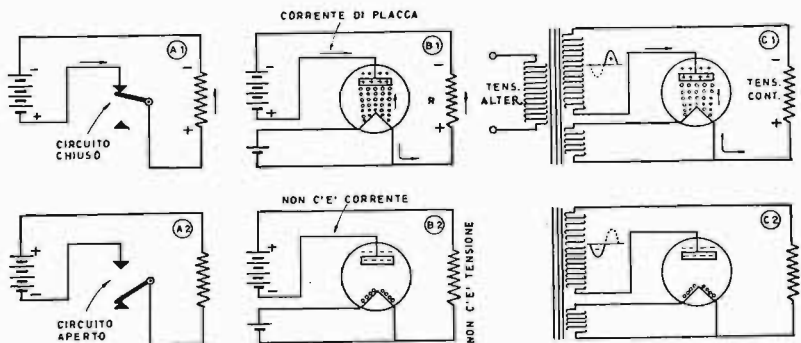 A1
-
+
-
+
CIRCUITO
CHIUSO
CORRENTE DI PLACCA
B1
-
+
+ + + +
R
-
+
TENS.
ALTER.
C1
+
-
+ + + +
-
TENS.
CONT.
+
A2
+
-
CIRCUITO
APERTO
NON C'E' CORRENTE
B2
+
-
NON C'E' TENSIONE
C2
+
-